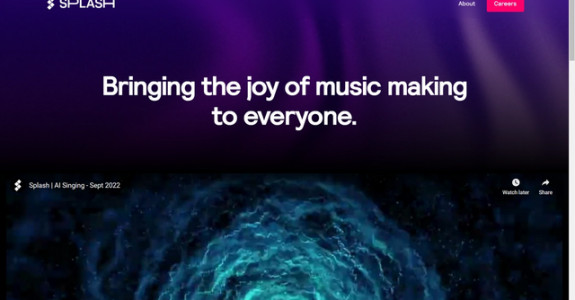 SPLASH
About
Careers
Bringing the joy of music making
to everyone.
Splash | AI Singing - Sept 2022
Watch later
Share